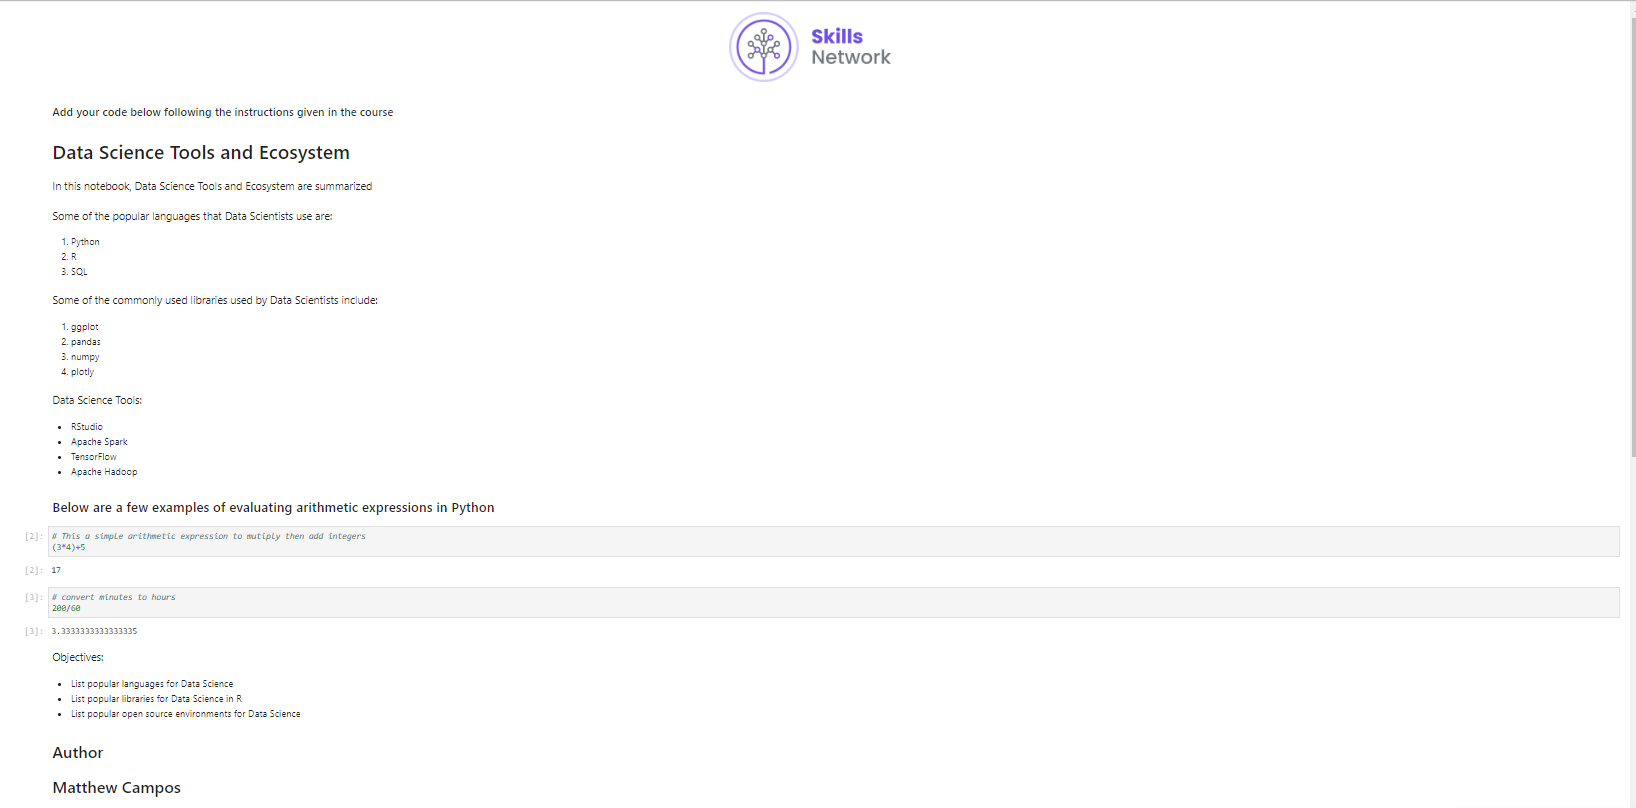 Skills
Network
Add your code below following the instructions given in the course
Data Science Tools and Ecosystem
In this notebook, Data Science Tools and Ecosystem are summarized
Some of the popular languages that Data Scientists use are:
1. Python
2. R
3. SQL
Some of the commonly used libraries used by Data Scientists include:
1. ggplot
2. pandas
3. numpy
4. plotly
Data Science Tools:
• RStudio
• Apache Spark
• TensorFlow
• Apache Hadoop
Below are a few examples of evaluating arithmetic expressions in Python
[2]: # This a simple arithmetic expression to mutiply then add integers
(3*4)+5
[2]: 17
[3]: # convert minutes to hours
200/60
[3]: 3.3333333333333335
Objectives:
• List popular languages for Data Science
• List popular libraries for Data Science in R
• List popular open source environments for Data Science
Author
Matthew Campos